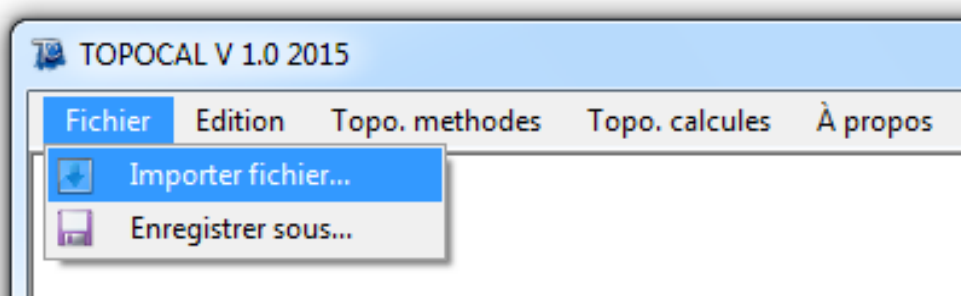 TOPOCAL V 1.0 2015
Fichier Edition Topo. methodes Topo. calcules À propos
Importer fichier...
Enregistrer sous...